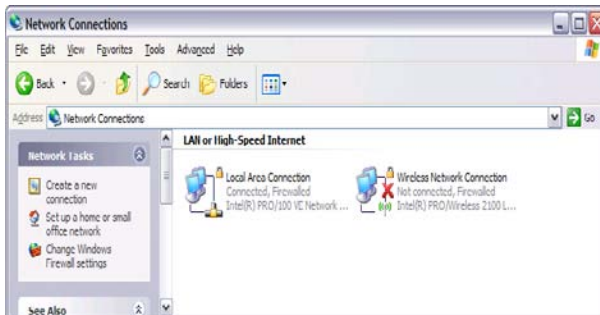 Network Connections
File Edit View Favorites Tools Advanced Help
Back Search Folders
Address Network Connections Go
Network Tasks
Create a new
connection
Set up a home or small
office network
Change Windows
Firewall settings
See Also
LAN or High-Speed Internet
Local Area Connection
Connected, Firewalled
Intel(R) PRO/100 VE Network ...
Wireless Network Connection
Not connected, Firewalled
Intel(R) PRO/Wireless 2100 L...